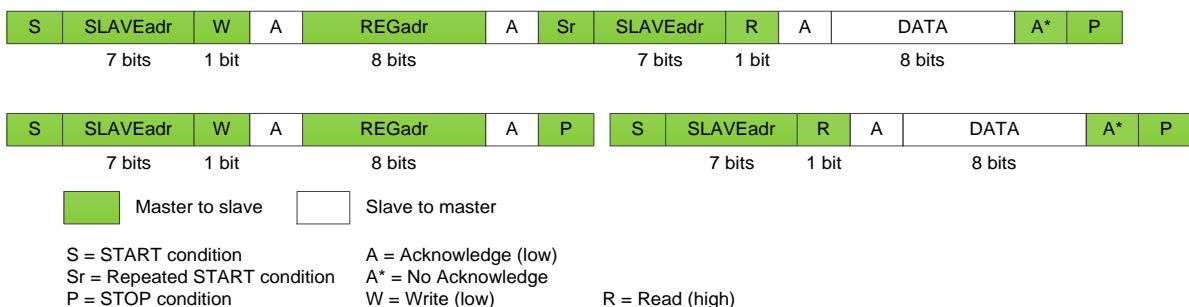 S SLAVEadr W A REGadr A Sr SLAVEadr R A DATA A* P
7 bits 1 bit 8 bits 7 bits 1 bit 8 bits
S SLAVEadr W A REGadr A P S SLAVEadr R A DATA A* P
7 bits 1 bit 8 bits 7 bits 1 bit 8 bits
Master to slave Slave to master
S = START condition A = Acknowledge (low)
Sr = Repeated START condition A* = No Acknowledge
P = STOP condition W = Write (low) R = Read (high)